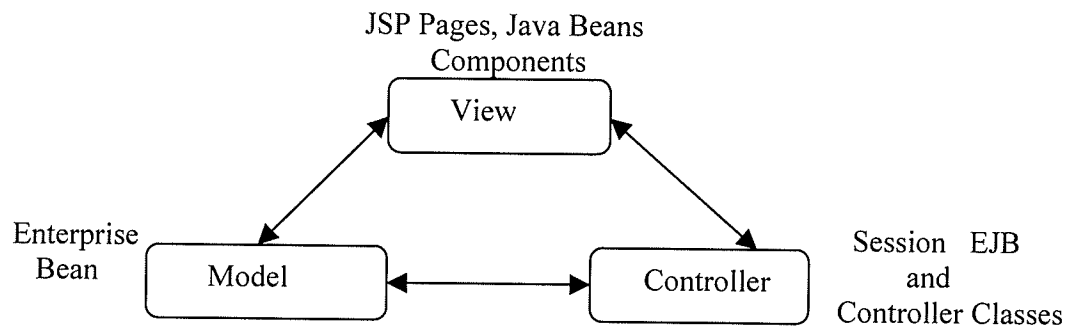 JSP Pages, Java Beans
Components
View
Enterprise
Bean
Model
Controller
Session EJB
and
Controller Classes